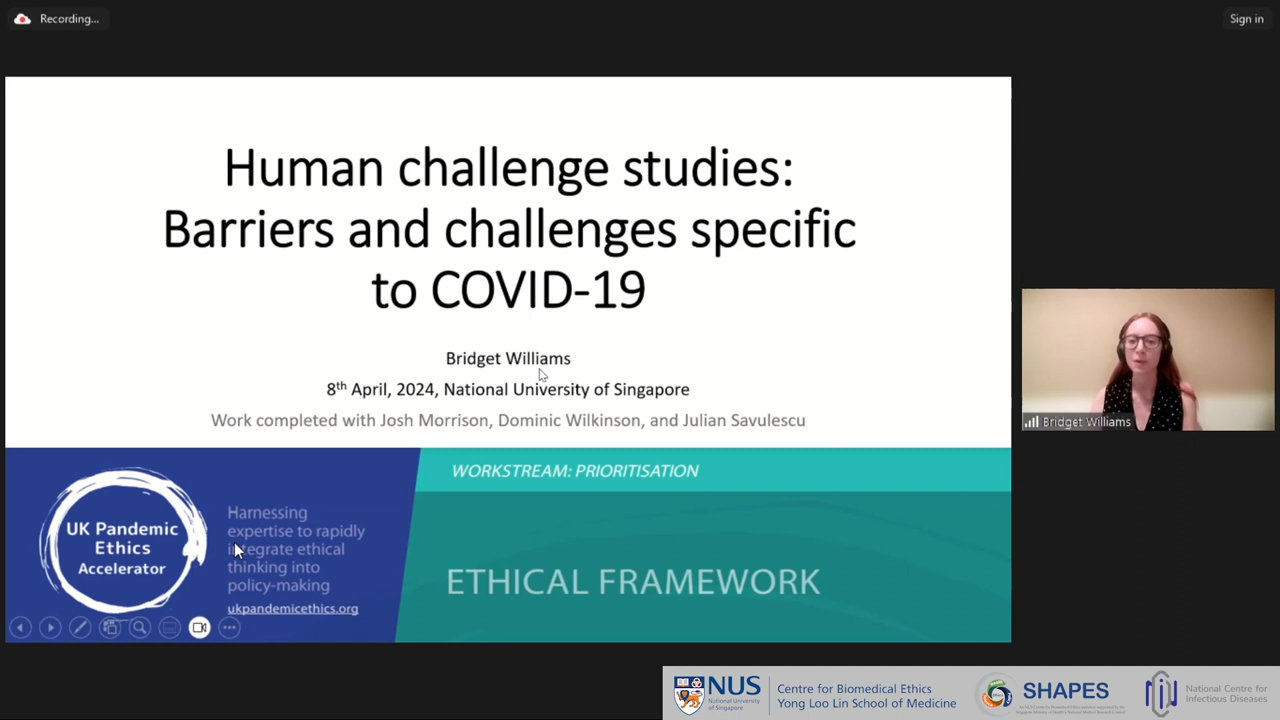 Recording...
Sign in
Human challenge studies:
Barriers and challenges specific
to COVID-19
Bridget Williams
8th April, 2024, National University of Singapore
Work completed with Josh Morrison, Dominic Wilkinson, and Julian Savulescu
Bridget Williams
WORKSTREAM: PRIORITISATION
UK Pandemic
Ethics
Accelerator
Harnessing
expertise to rapidly
integrate ethical
thinking into
policy-making
ukpandemicethics.org
ETHICAL FRAMEWORK
NUS
National University
of Singapore
Centre for Biomedical Ethics
Yong Loo Lin School of Medicine
SHAPES
National Centre for
Infectious Diseases